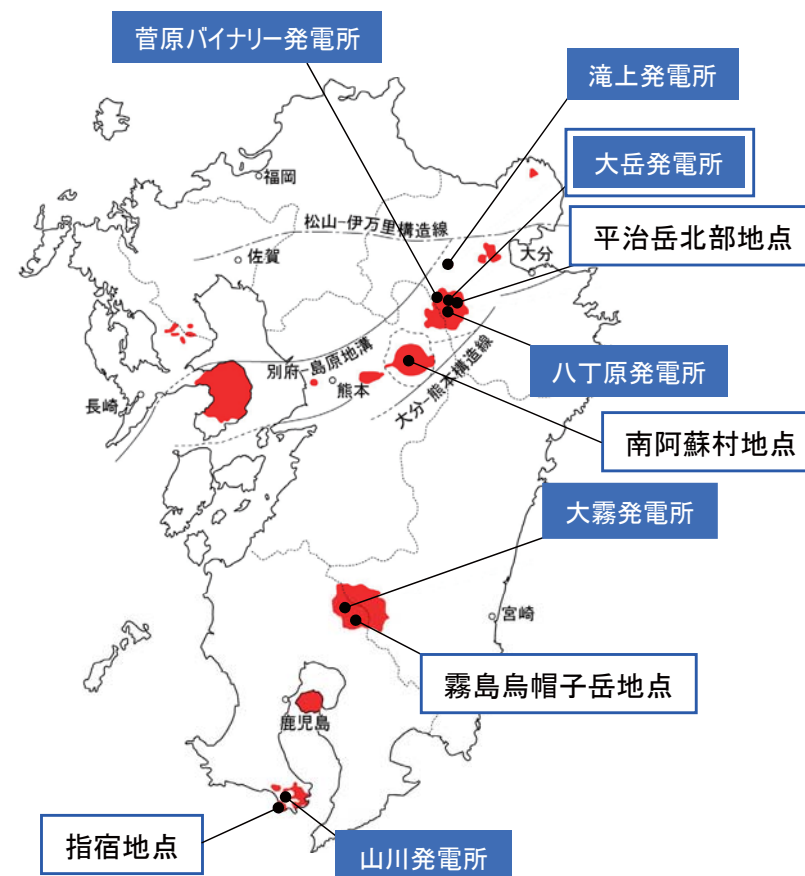 菅原バイナリー発電所
滝上発電所
大岳発電所
福岡
松山-伊万里構造線
平治岳北部地点
佐賀
大分
別府-島原地溝
八丁原発電所
熊本
長崎
大分-熊本構造線
南阿蘇村地点
大霧発電所
宮崎
霧島烏帽子岳地点
鹿児島
指宿地点
山川発電所